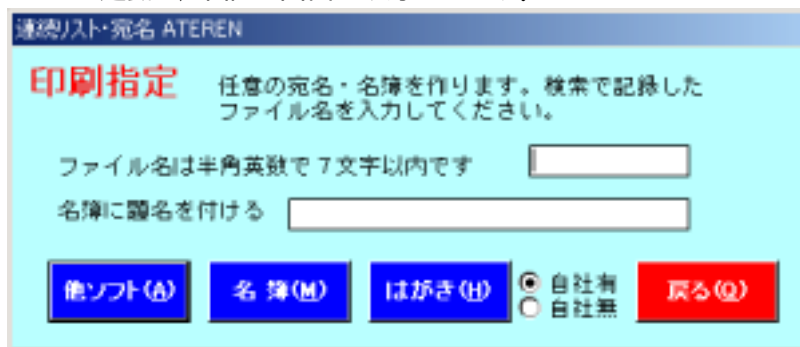 連続リスト・宛名 ATEREN
印刷指定
任意の宛名・名簿を作ります。検索で記録した
ファイル名を入力してください。
ファイル名は半角英数で7文字以内です
名簿に題名を付ける
他ソフト(A)
名 簿(M)
はがき(H)
自社有
自社無
戻る(Q)